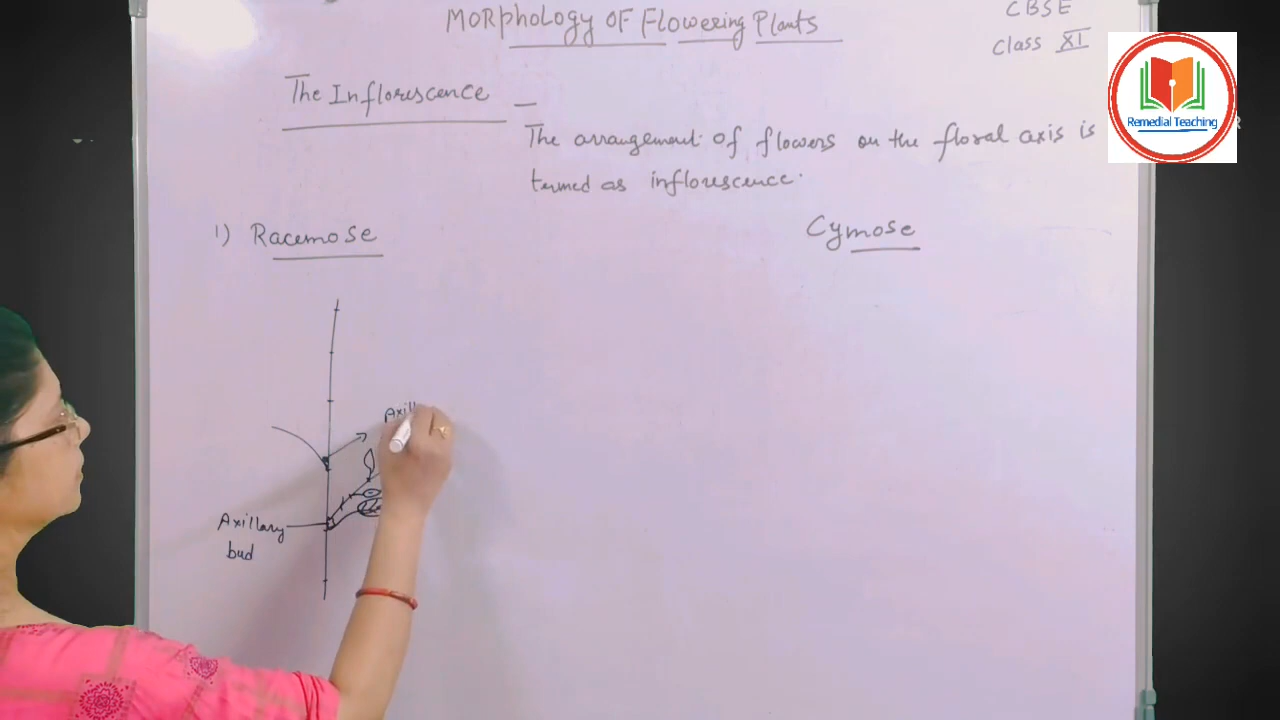 MORPhology OF Flowering Plants
CBSE
Class XI
Remedial Teaching
The Inflorescence –
The arrangement of flowers on the floral axis is
termed as inflorescence.
1) Racemose
Cymose
Axill
Axillary
bud